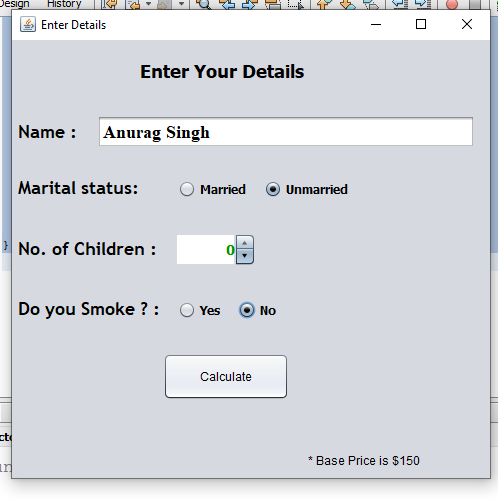 Design History
Enter Details
Enter Your Details
Name : Anurag Singh
Marital status: Married Unmarried
}
No. of Children : 0
Do you Smoke ? : Yes No
Calculate
* Base Price is $150